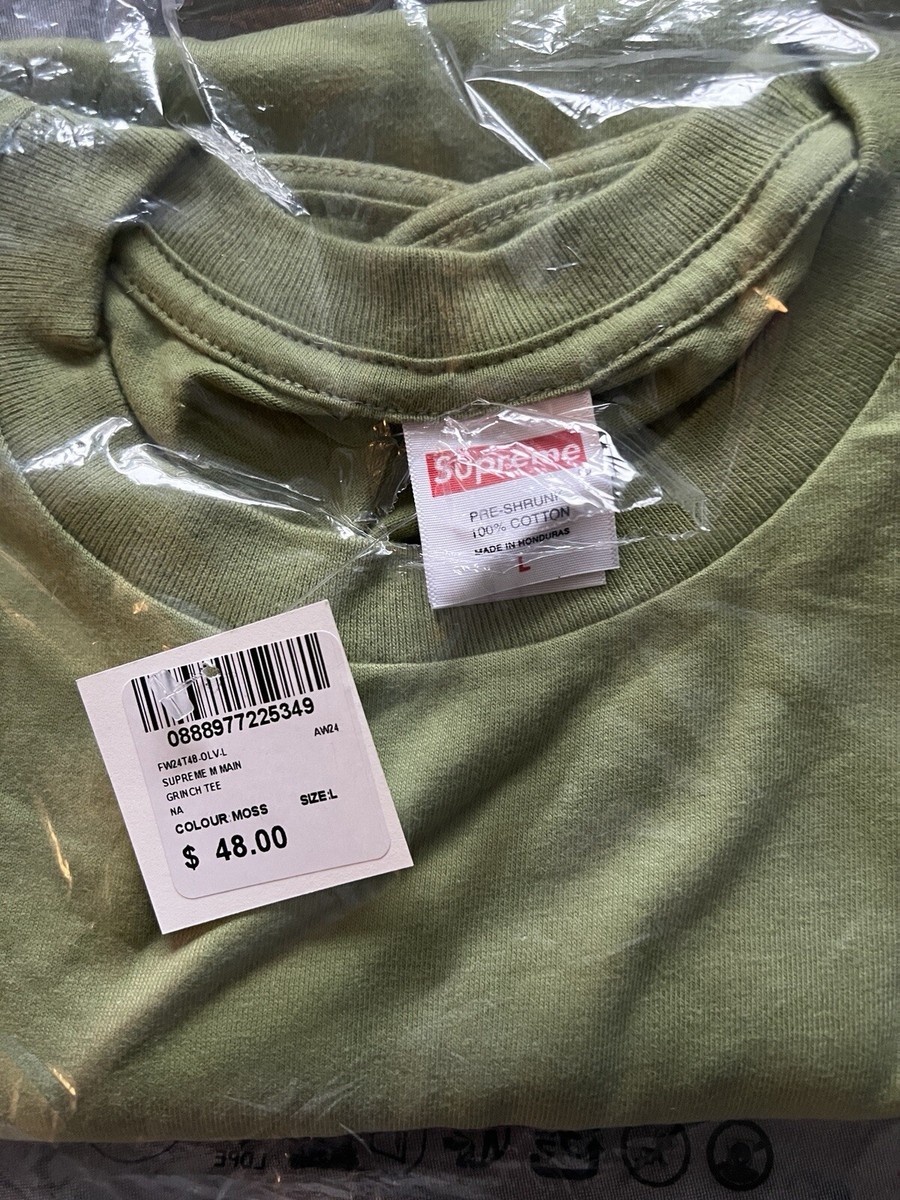 Supreme
PRE-SHRUNK
100% COTTON
MADE IN HONDURAS
L
0888977225349
AW24
FW24T48-OLV-L
SUPREME M MAIN
GRINCH TEE
NA
COLOUR: MOSS SIZE:L
$ 48.00
LDPE